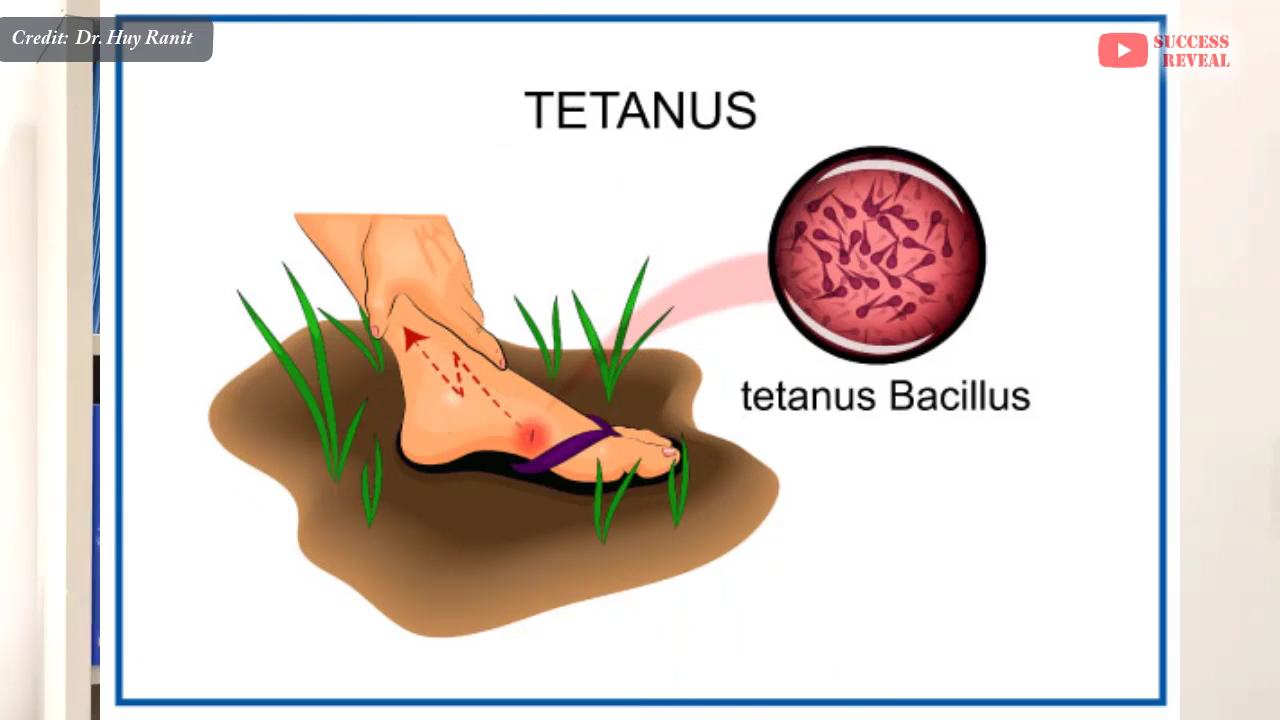 Credit: Dr. Huy Ranit
SUCCESS
REVEAL
TETANUS
tetanus Bacillus